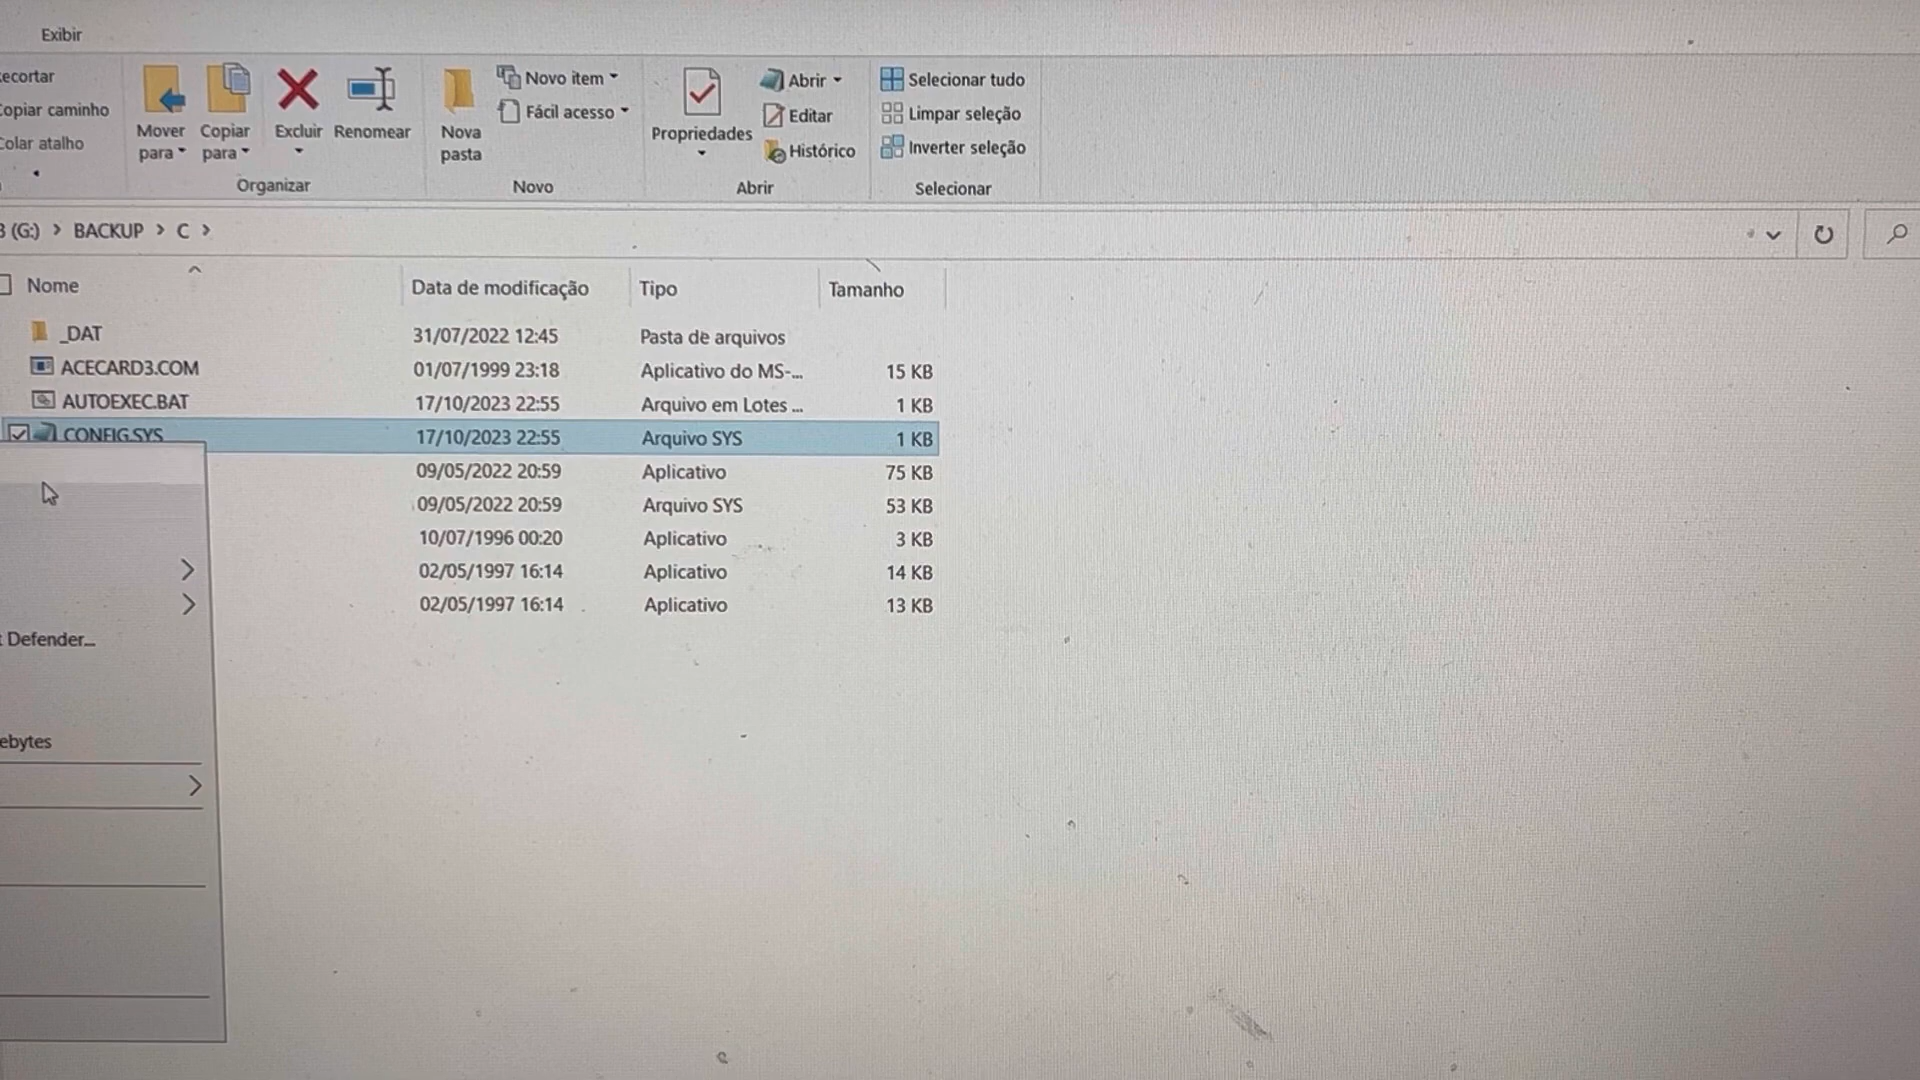 Exibir
ecortar
opiar caminho
olar atalho
Mover para
Copiar para
Excluir
Renomear
Organizar
Nova pasta
Novo item
Fácil acesso
Novo
Propriedades
Abrir
Editar
Histórico
Abrir
Selecionar tudo
Limpar seleção
Inverter seleção
Selecionar
(G:) > BACKUP > C >
Nome Data de modificação Tipo Tamanho
_DAT 31/07/2022 12:45 Pasta de arquivos
ACECARD3.COM 01/07/1999 23:18 Aplicativo do MS-... 15 KB
AUTOEXEC.BAT 17/10/2023 22:55 Arquivo em Lotes ... 1 KB
CONFIG.SYS 17/10/2023 22:55 Arquivo SYS 1 KB
09/05/2022 20:59 Aplicativo 75 KB
09/05/2022 20:59 Arquivo SYS 53 KB
10/07/1996 00:20 Aplicativo 3 KB
02/05/1997 16:14 Aplicativo 14 KB
02/05/1997 16:14 Aplicativo 13 KB
Defender...
ebytes